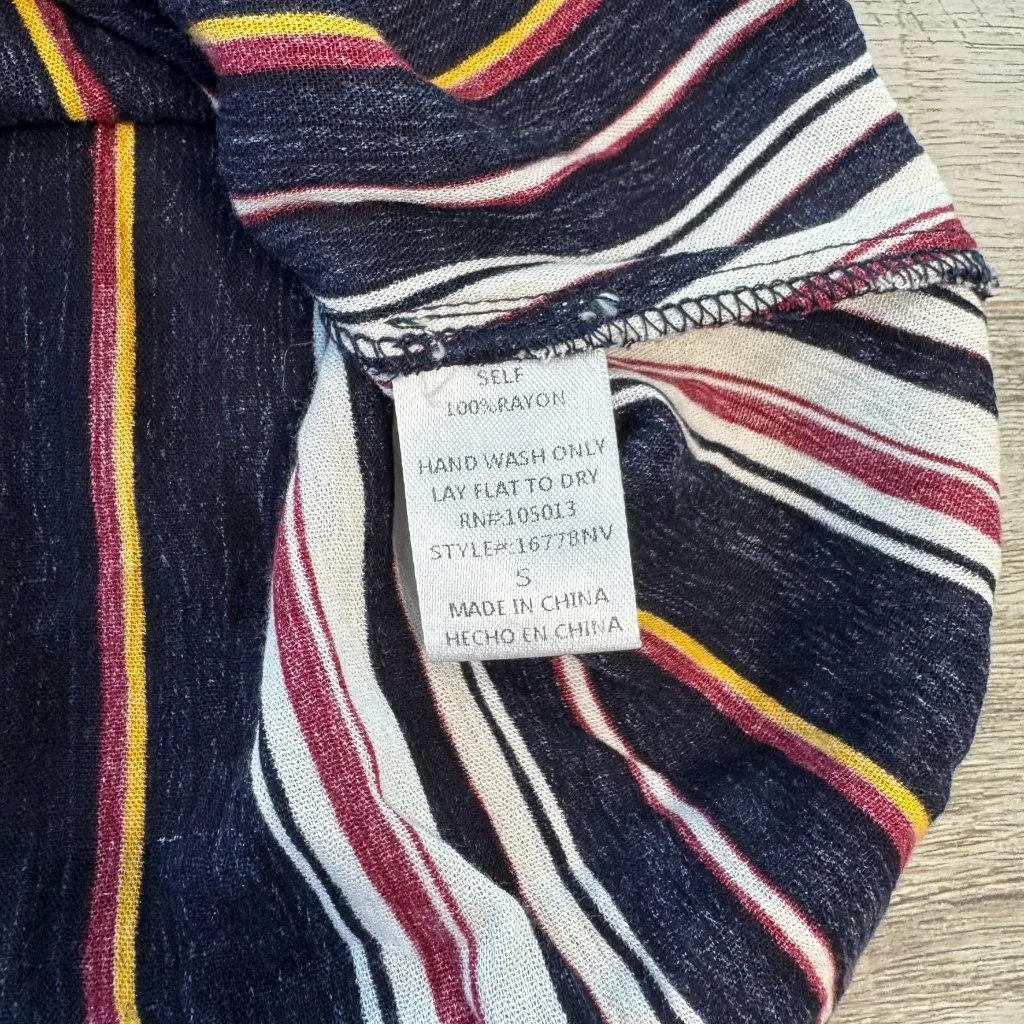 SELF
100%RAYON
HAND WASH ONLY
LAY FLAT TO DRY
RN#:105013
STYLE#:16778NV
S
MADE IN CHINA
HECHO EN CHINA